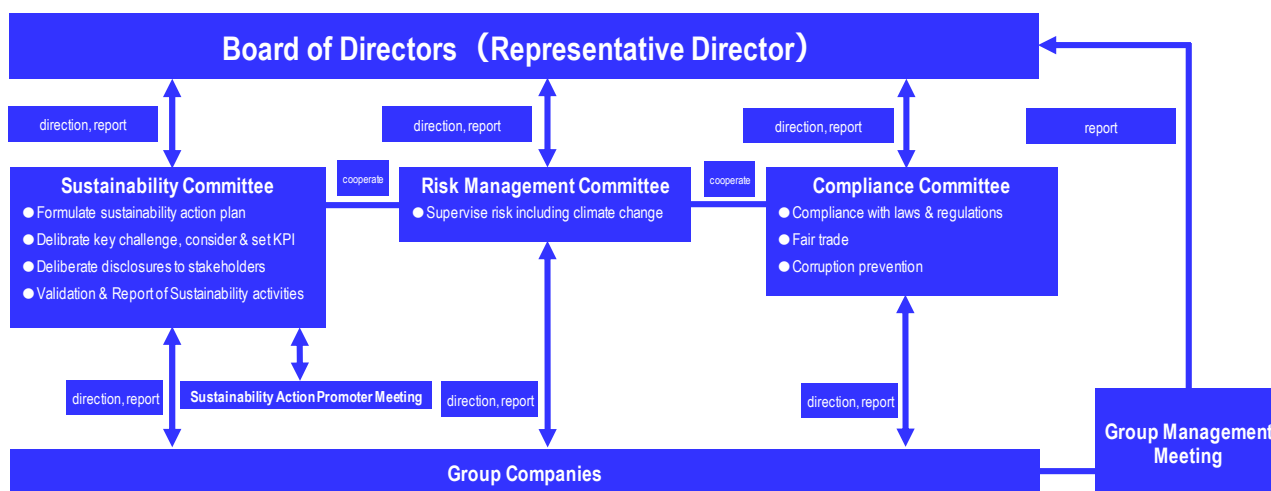 Board of Directors（Representative Director）
direction, report
direction, report
direction, report
report
Sustainability Committee
●Formulate sustainability action plan
●Delibrate key challenge, consider & set KPI
●Deliberate disclosures to stakeholders
●Validation & Report of Sustainability activities
cooperate
Risk Management Committee
●Supervise risk including climate change
cooperate
Compliance Committee
●Compliance with laws & regulations
●Fair trade
●Corruption prevention
direction, report
Sustainability Action Promoter Meeting
direction, report
direction, report
Group Management
Meeting
Group Companies